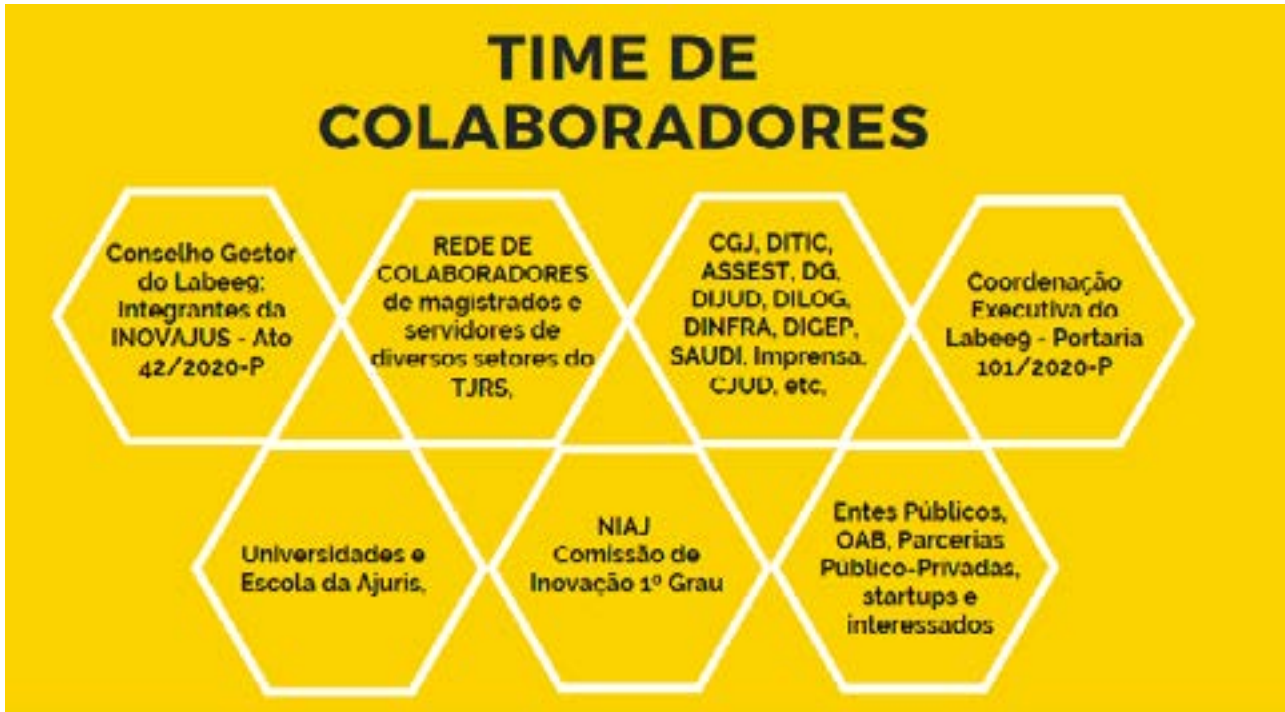 TIME DE
COLABORADORES
Conselho Gestor
do Labee9:
Integrantes da
INOVAJUS - Ato
42/2020-P
REDE DE
COLABORADORES
de magistrados e
servidores de
diversos setores do
TJRS,
CGJ, DITIC,
ASSEST, DG,
DIJUD, DILOG,
DINFRA, DIGEP,
SAUDI, Imprensa,
CJUD, etc,
Coordenação
Executiva do
Labee9 - Portaria
101/2020-P
Universidades e
Escola da Ajuris,
NIAJ
Comissão de
Inovação 1º Grau
Entes Públicos,
OAB, Parcerias
Público-Privadas,
startups e
interessados